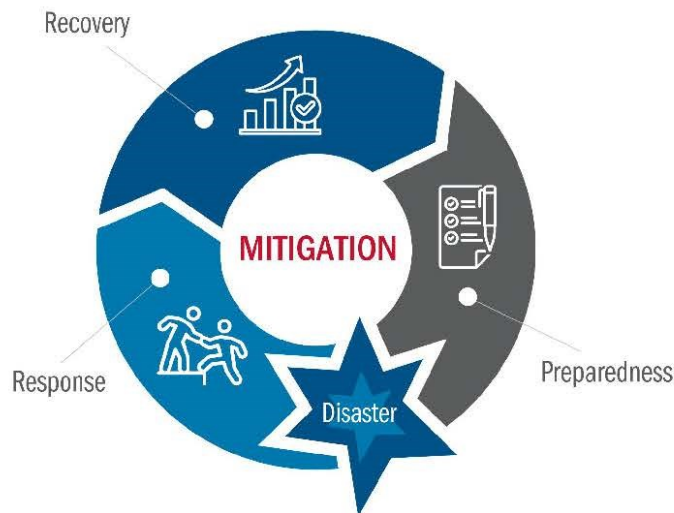 Recovery
MITIGATION
Response
Disaster
Preparedness